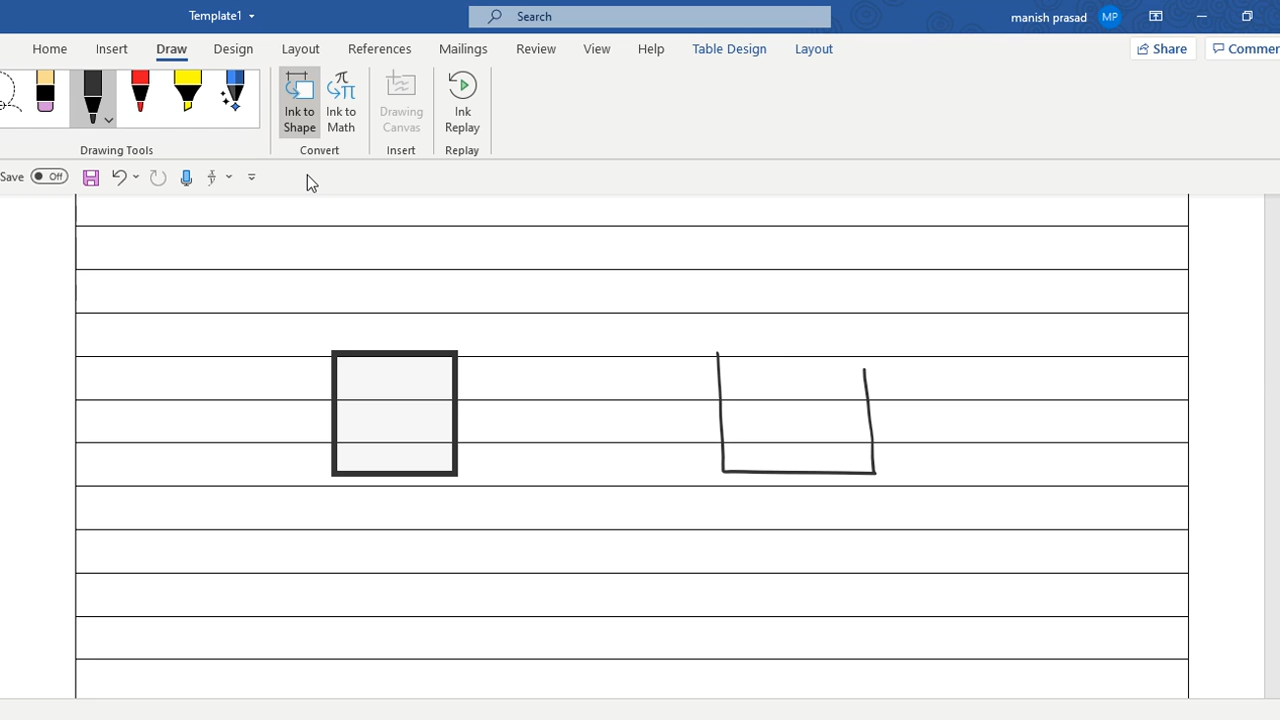 Template1
Search
manish prasad MP
Home Insert Draw Design Layout References Mailings Review View Help Table Design Layout Share Commer
Ink to Shape
Ink to Math
Drawing Canvas
Ink Replay
Drawing Tools Convert Insert Replay
Save Off